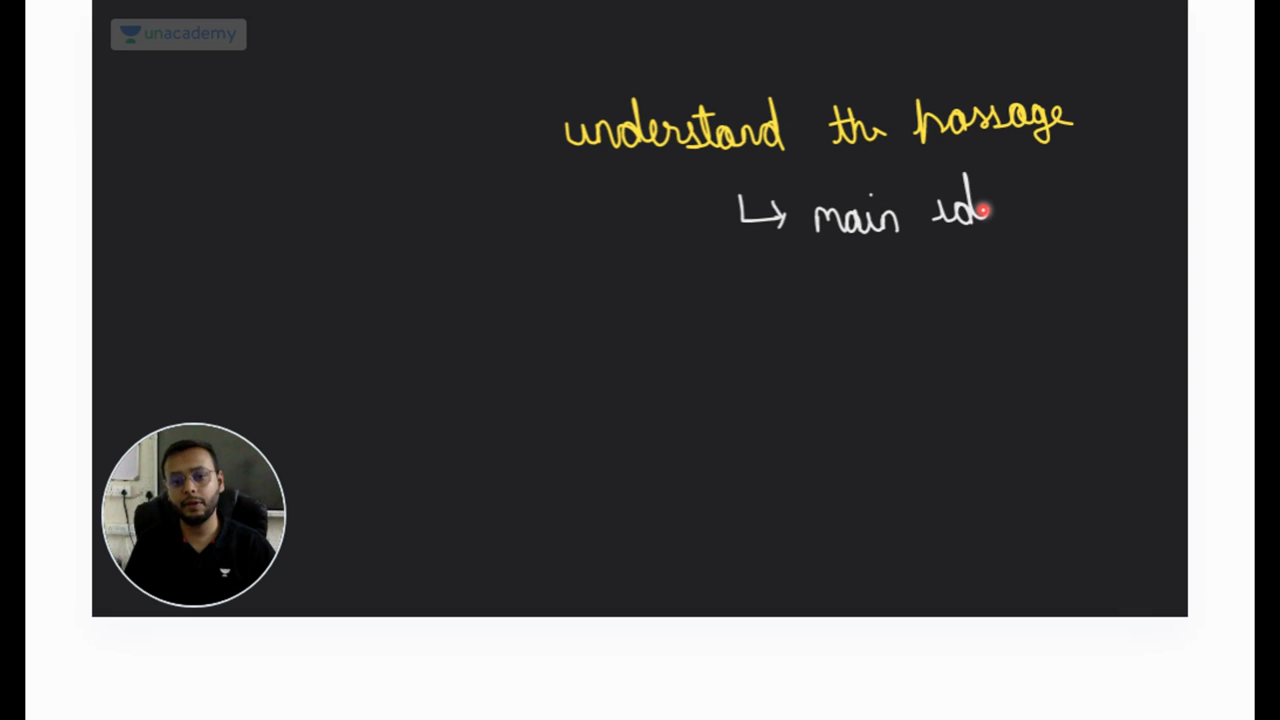 unacademy
understand the passage
↳ main id